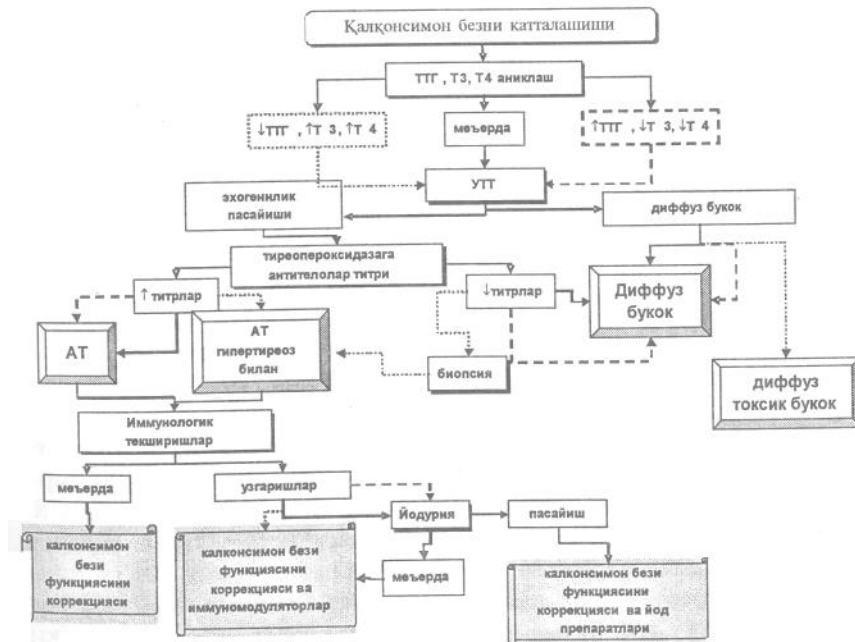 Қалқонсимон безни катталашиши
ТТГ , Т3, Т4 аниклаш
↓ТТГ , ↑Т 3, ↑Т 4
меъерда
↑ТТГ , ↓Т 3, ↓Т 4
УТТ
эхогенилик
пасайиши
диффуз букок
тиреопероксидазага
антителолар титри
↑ титрлар
↓титрлар
Диффуз
букок
АТ
АТ
гипертиреоз
билан
биопсия
диффуз
токсик букок
Иммунологик
текширишлар
меъерда
узгаришлар
Йодурия
пасайиш
калконсимон
бези
функциясини
коррекцияси
калконсимон бези
функциясини
коррекцияси ва
иммуномодуляторлар
меъерда
калконсимон бези
функциясини
коррекцияси ва йод
препаратлари